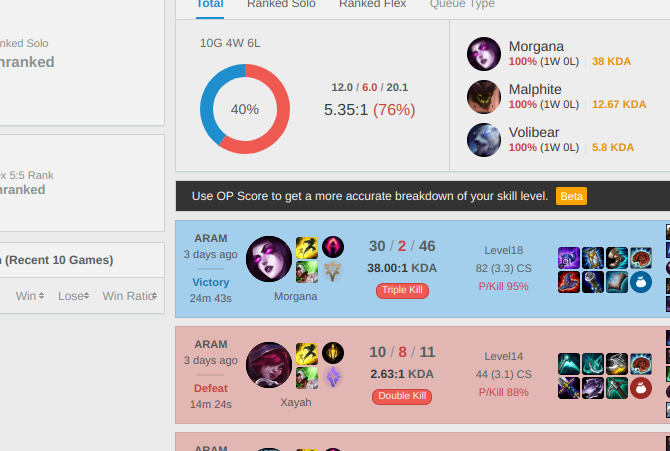 Total Ranked Solo Ranked Flex Queue Type
nked Solo
nranked
x 5:5 Rank
nranked
(Recent 10 Games)
Win Lose Win Ratio
10G 4W 6L
40%
12.0 / 6.0 / 20.1
5.35:1 (76%)
Morgana
100% (1W 0L) 38 KDA
Malphite
100% (1W 0L) 12.67 KDA
Volibear
100% (1W 0L) 5.8 KDA
Use OP Score to get a more accurate breakdown of your skill level. Beta
ARAM
3 days ago
Victory
24m 43s
Morgana
30 / 2 / 46
38.00:1 KDA
Triple Kill
Level18
82 (3.3) CS
P/Kill 95%
ARAM
3 days ago
Defeat
14m 24s
Xayah
10 / 8 / 11
2.63:1 KDA
Double Kill
Level14
44 (3.1) CS
P/Kill 88%
ARAM